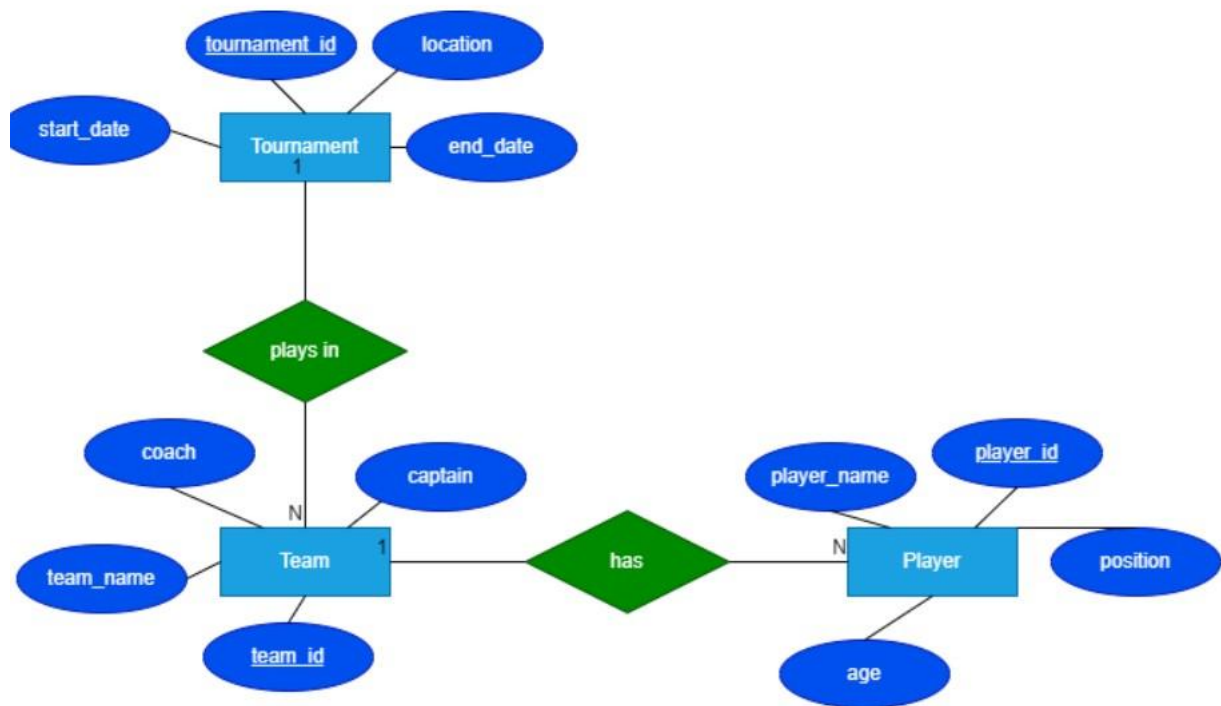 tournament_id
location
start_date
Tournament
end_date
1
plays in
coach
captain
player_name
player_id
N
team_name
Team
1
has
N
Player
position
team_id
age